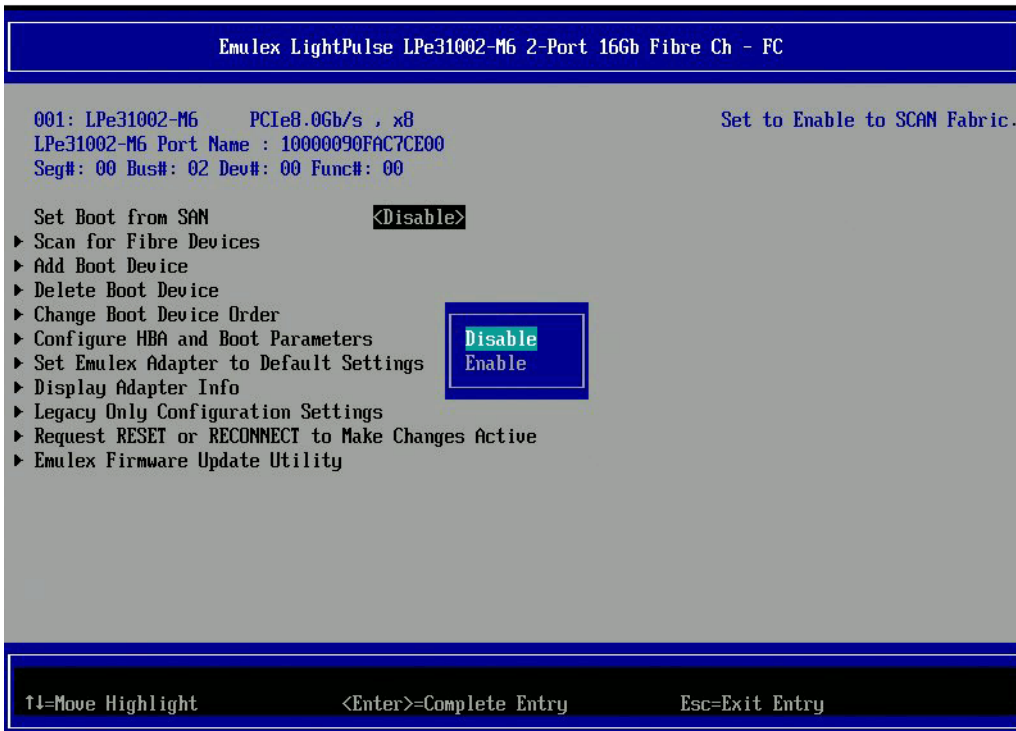 Emulex LightPulse LPe31002-M6 2-Port 16Gb Fibre Ch - FC
001: LPe31002-M6 PCIe8.0Gb/s , x8
Set to Enable to SCAN Fabric.
LPe31002-M6 Port Name : 10000090FAC7CE00
Seg#: 00 Bus#: 02 Dev#: 00 Func#: 00
Set Boot from SAN <Disable>
▶ Scan for Fibre Devices
▶ Add Boot Device
▶ Delete Boot Device
▶ Change Boot Device Order
▶ Configure HBA and Boot Parameters
▶ Set Emulex Adapter to Default Settings
▶ Display Adapter Info
▶ Legacy Only Configuration Settings
▶ Request RESET or RECONNECT to Make Changes Active
▶ Emulex Firmware Update Utility
Disable
Enable
↑↓=Move Highlight <Enter>=Complete Entry Esc=Exit Entry